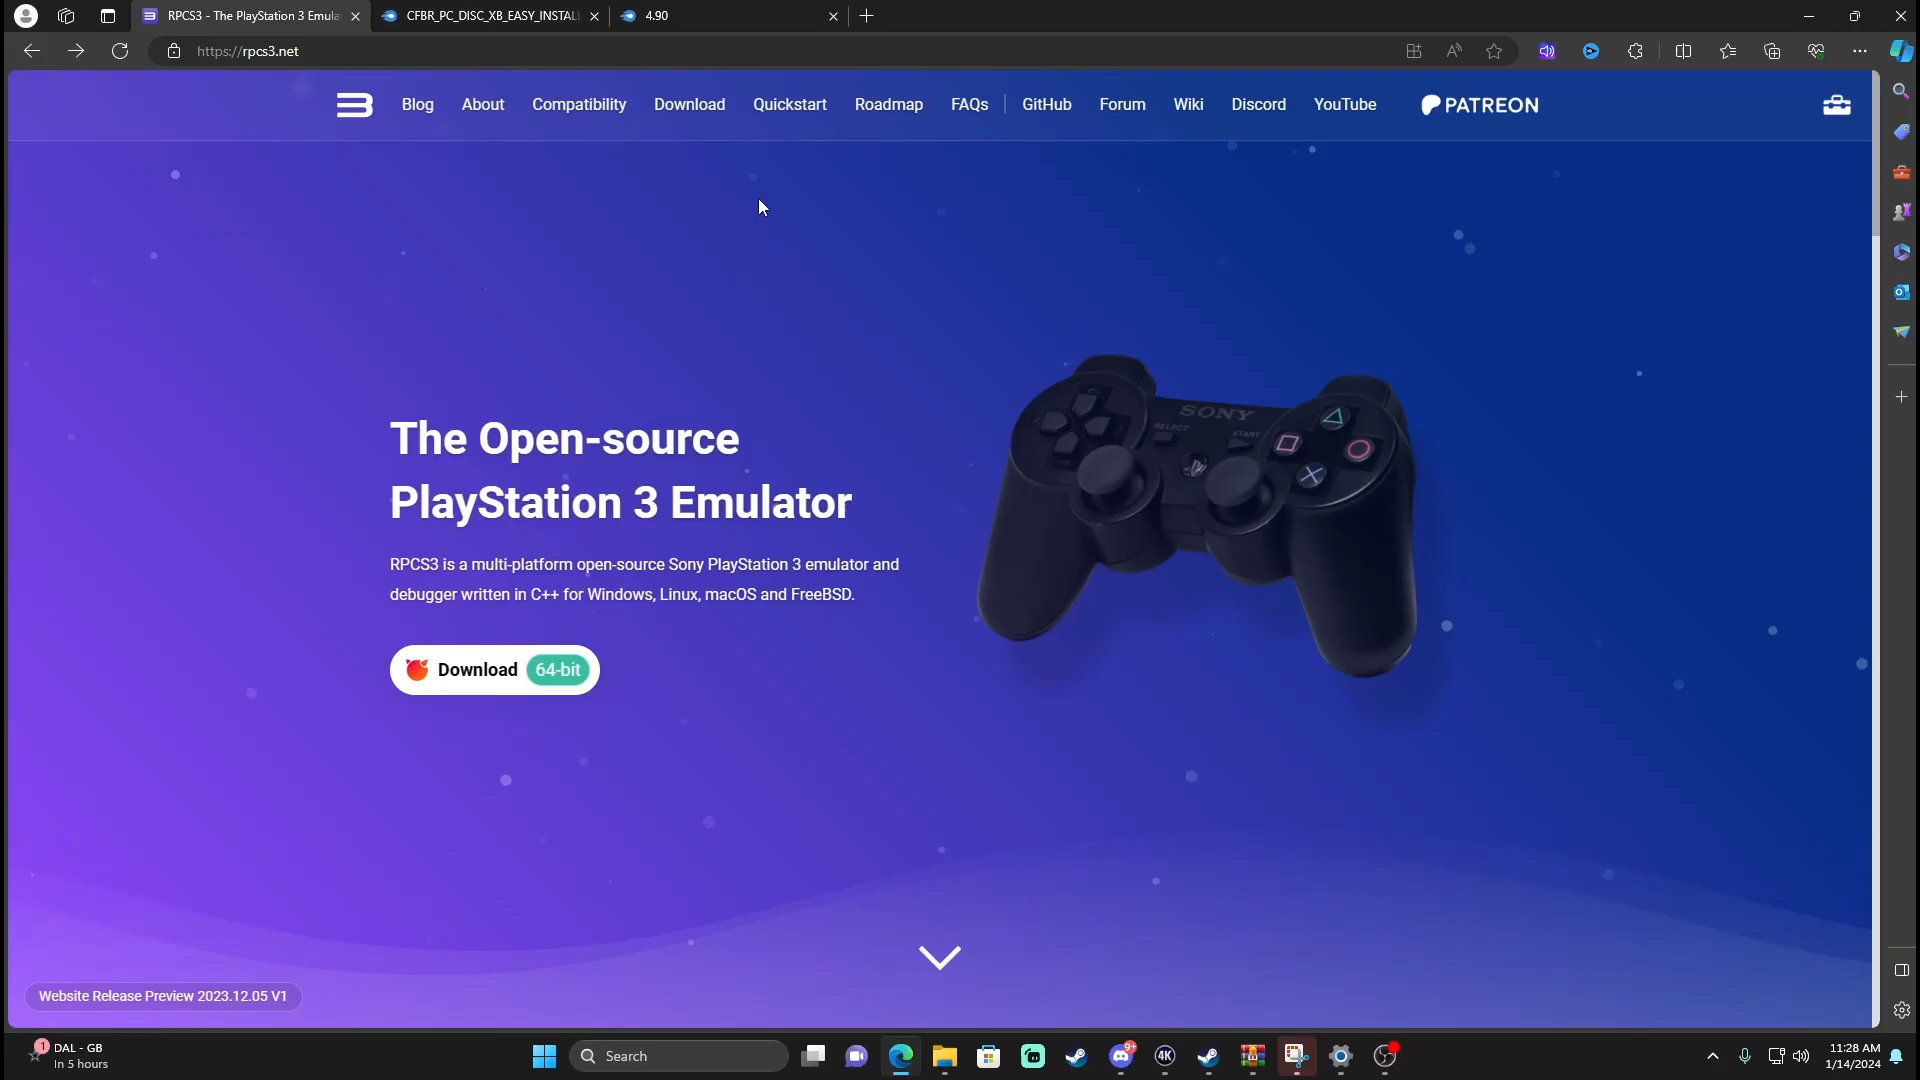 RPCS3 - The PlayStation 3 Emula
CFBR_PC_DISC_XB_EASY_INSTALL
4.90
https://rpcs3.net
Blog About Compatibility Download Quickstart Roadmap FAQs GitHub Forum Wiki Discord YouTube PATREON
The Open-source
PlayStation 3 Emulator
RPCS3 is a multi-platform open-source Sony PlayStation 3 emulator and
debugger written in C++ for Windows, Linux, macOS and FreeBSD.
Download 64-bit
SONY
SELECT
START
Website Release Preview 2023.12.05 V1
1
DAL - GB
In 5 hours
Search
9+
4K
11:28 AM
1/14/2024